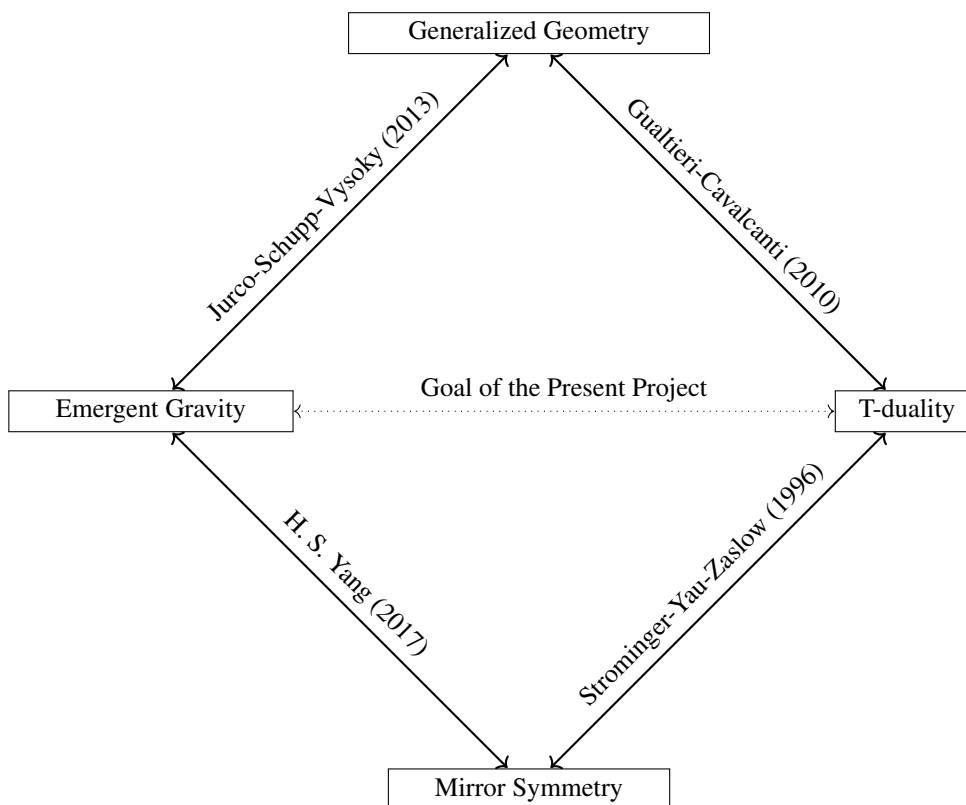 Generalized Geometry
Jurco-Schupp-Vysoky (2013)
Gualtieri-Cavalcanti (2010)
Goal of the Present Project
Emergent Gravity
T-duality
H. S. Yang (2017)
Strominger-Yau-Zaslow (1996)
Mirror Symmetry